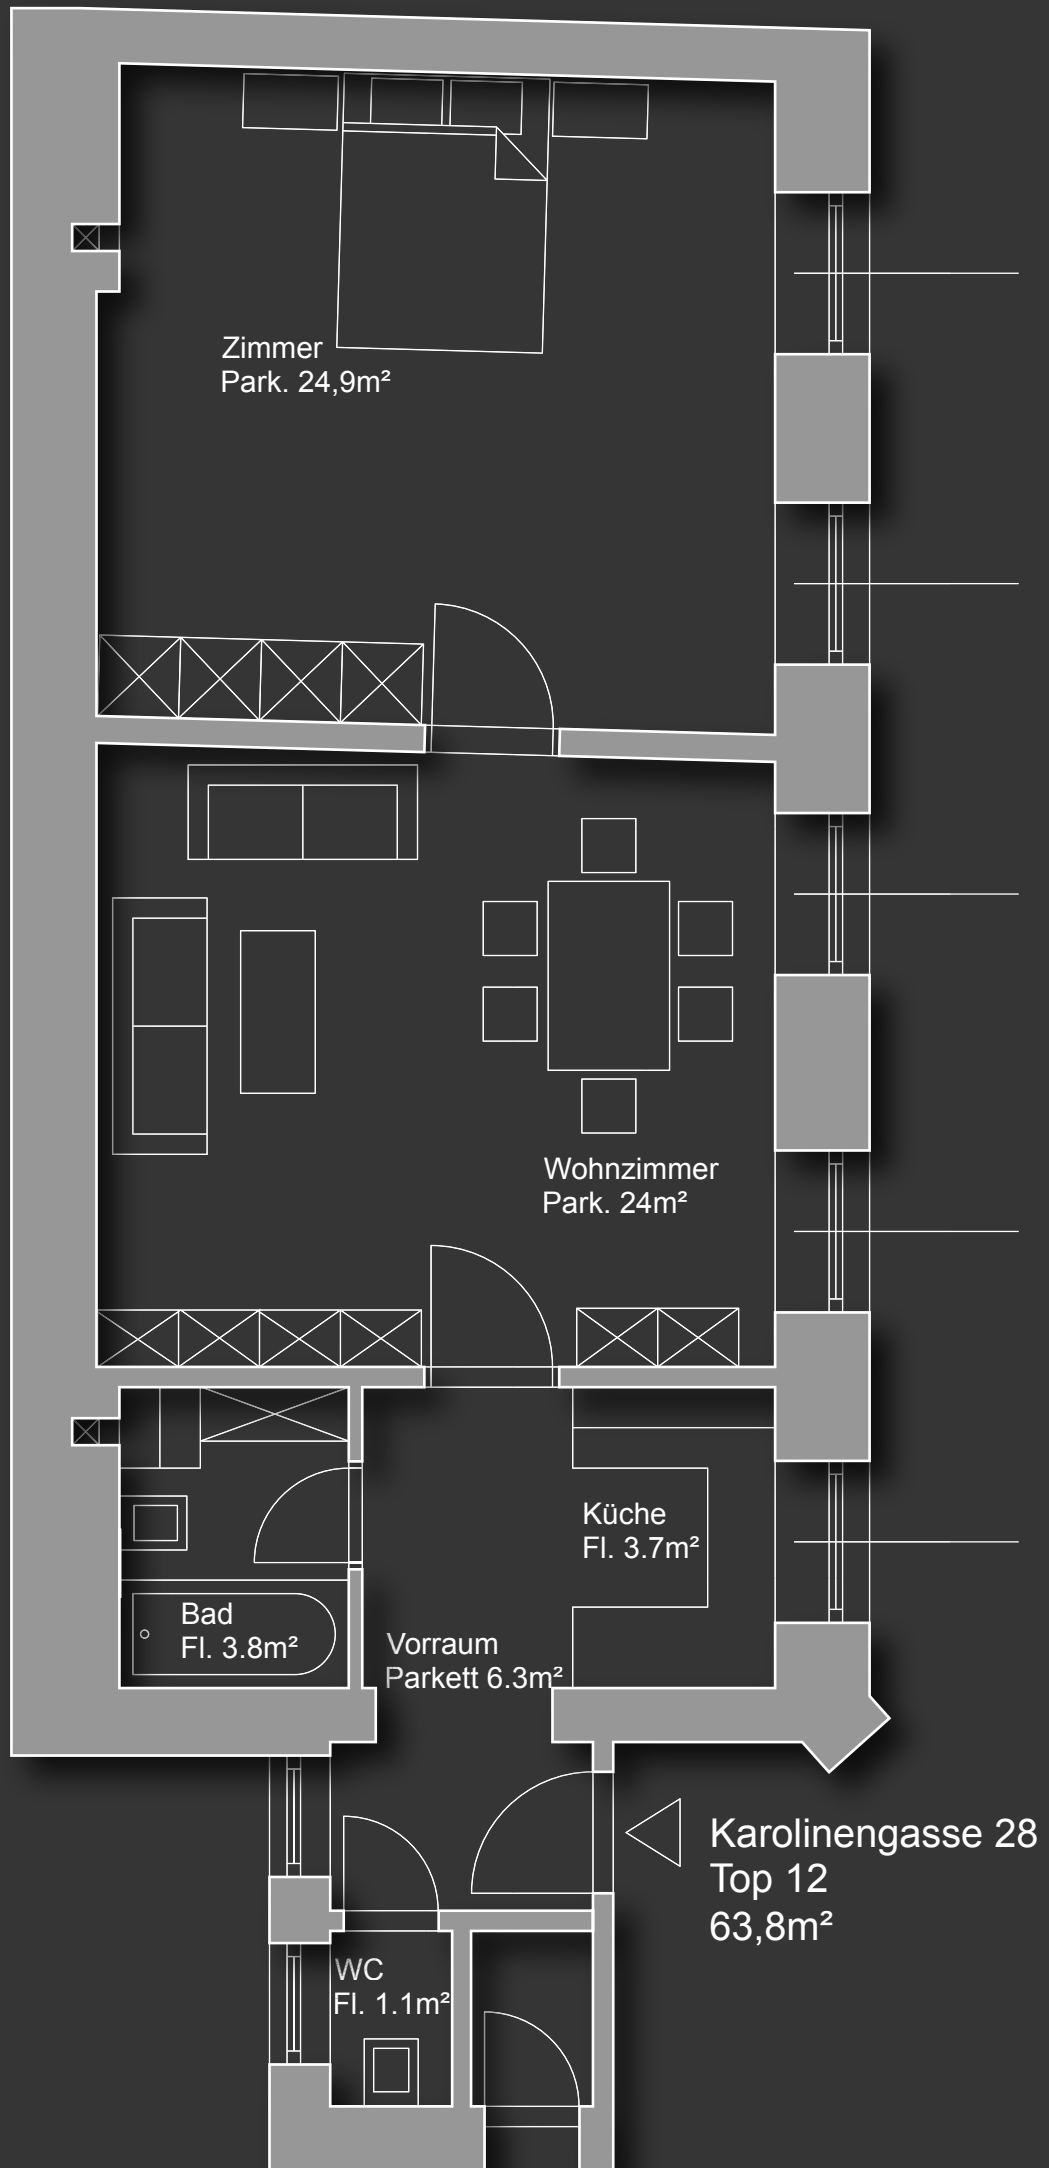 Zimmer
Park. 24,9m²
Wohnzimmer
Park. 24m²
Küche
Fl. 3.7m²
Bad
Fl. 3.8m²
Vorraum
Parkett 6.3m²
Karolinengasse 28
Top 12
63,8m²
WC
Fl. 1.1m²